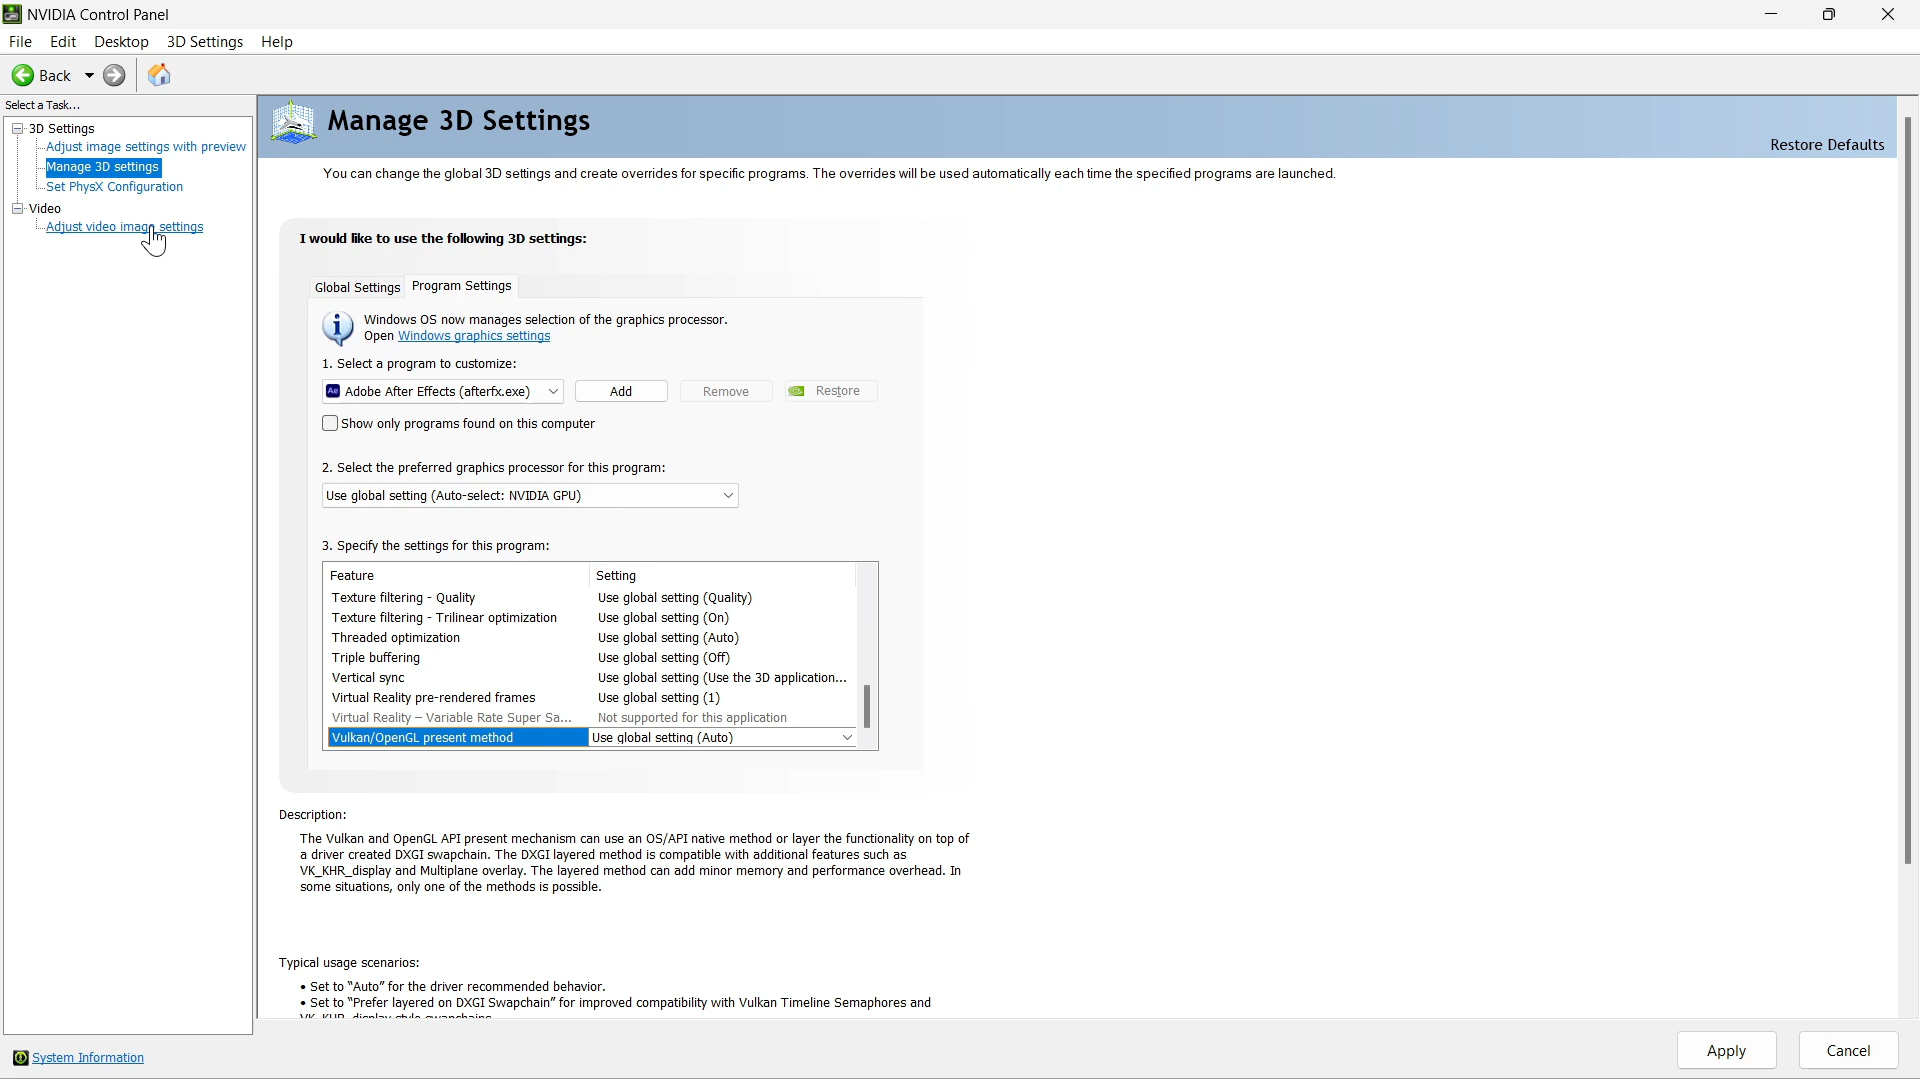 NVIDIA Control Panel
File Edit Desktop 3D Settings Help
Back
Select a Task...
3D Settings
Adjust image settings with preview
Manage 3D settings
Set PhysX Configuration
Video
Adjust video image settings
System Information
Manage 3D Settings
Restore Defaults
You can change the global 3D settings and create overrides for specific programs. The overrides will be used automatically each time the specified programs are launched.
I would like to use the following 3D settings:
Global Settings Program Settings
Windows OS now manages selection of the graphics processor.
Open Windows graphics settings
1. Select a program to customize:
Ae Adobe After Effects (afterfx.exe) Add Remove Restore
Show only programs found on this computer
2. Select the preferred graphics processor for this program:
Use global setting (Auto-select: NVIDIA GPU)
3. Specify the settings for this program:
Feature Setting
Texture filtering - Quality Use global setting (Quality)
Texture filtering - Trilinear optimization Use global setting (On)
Threaded optimization Use global setting (Auto)
Triple buffering Use global setting (Off)
Vertical sync Use global setting (Use the 3D application...
Virtual Reality pre-rendered frames Use global setting (1)
Virtual Reality – Variable Rate Super Sa... Not supported for this application
Vulkan/OpenGL present method Use global setting (Auto)
Description:
The Vulkan and OpenGL API present mechanism can use an OS/API native method or layer the functionality on top of
a driver created DXGI swapchain. The DXGI layered method is compatible with additional features such as
VK_KHR_display and Multiplane overlay. The layered method can add minor memory and performance overhead. In
some situations, only one of the methods is possible.
Typical usage scenarios:
• Set to "Auto" for the driver recommended behavior.
• Set to "Prefer layered on DXGI Swapchain" for improved compatibility with Vulkan Timeline Semaphores and
Apply Cancel